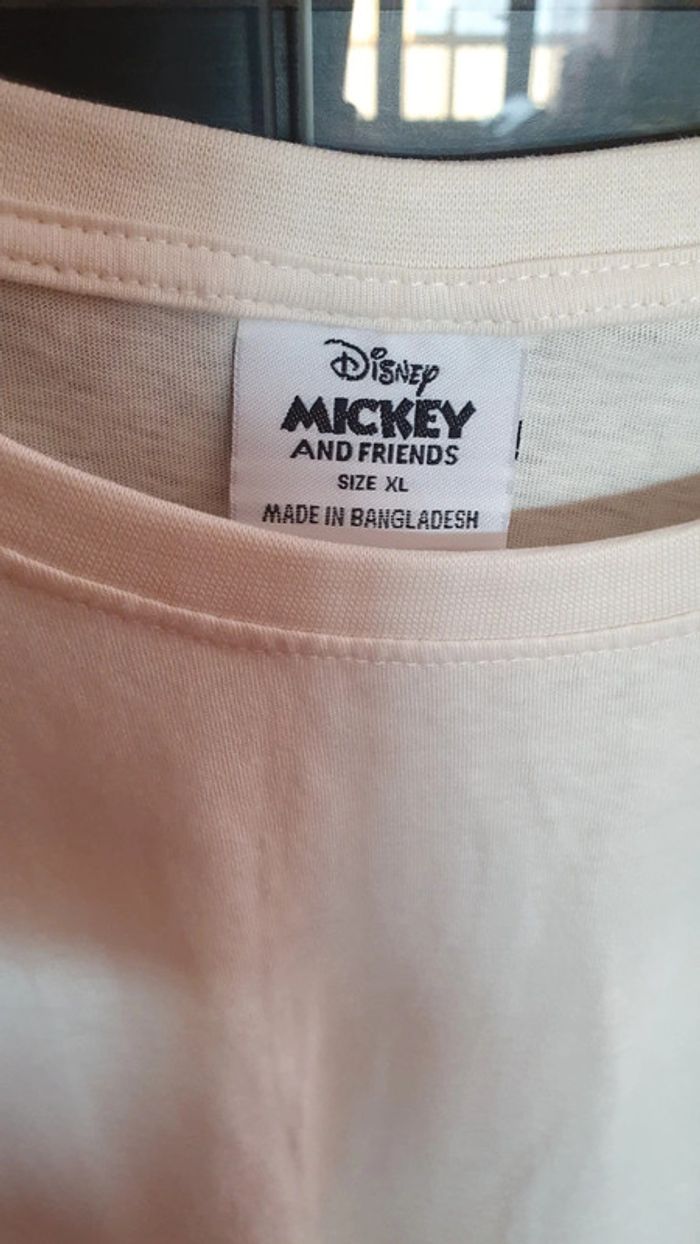 Disney
MICKEY
AND FRIENDS
SIZE XL
MADE IN BANGLADESH